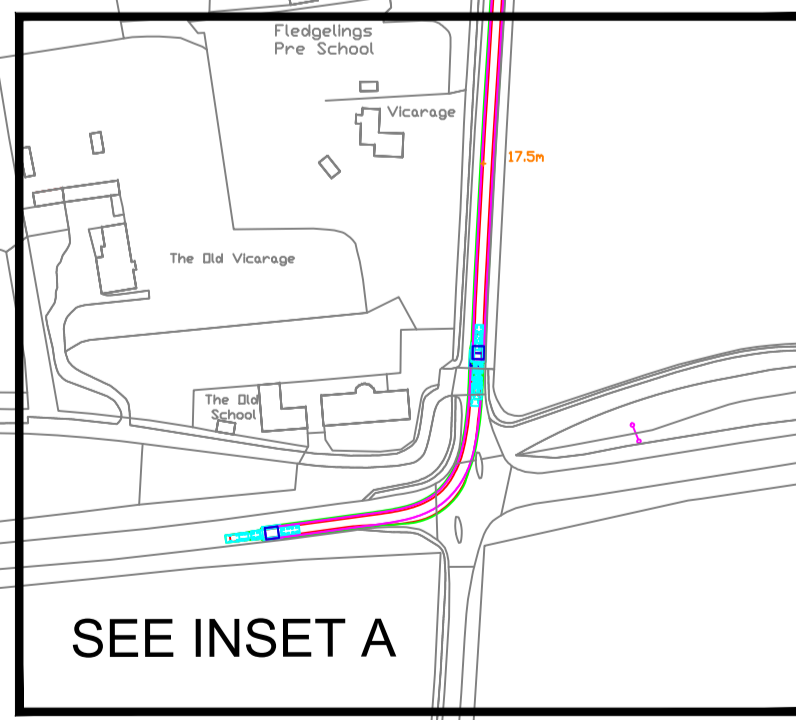 Fledgelings
Pre School
Vicarage
17.5m
The Old Vicarage
The Old
School
SEE INSET A